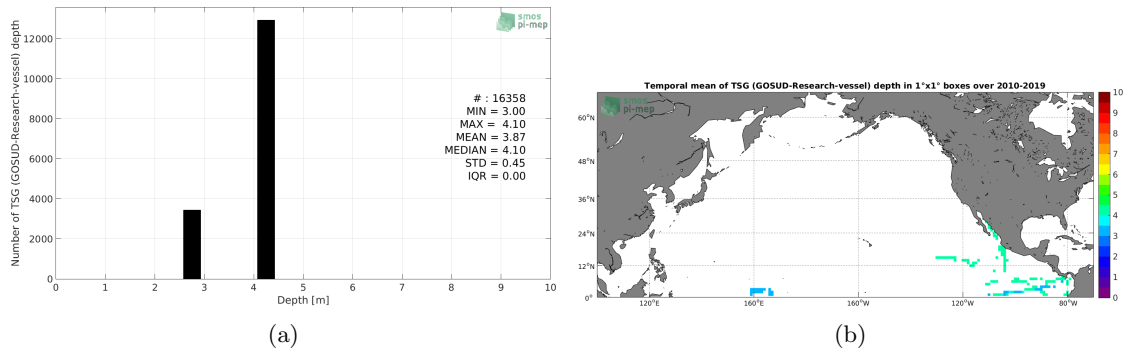 smos
pi-mep
Number of TSG (GOSUD-Research-vessel) depth
12000
10000
8000
6000
4000
2000
0
# : 16358
MIN = 3.00
MAX = 4.10
MEAN = 3.87
MEDIAN = 4.10
STD = 0.45
IQR = 0.00
0 1 2 3 4 5 6 7 8 9 10
Depth [m]
(a)
Temporal mean of TSG (GOSUD-Research-vessel) depth in 1°x1° boxes over 2010-2019
smos
pi-mep
60°N
48°N
36°N
24°N
12°N
0°
120°E 160°E 160°W 120°W 80°W
10
9
8
7
6
5
4
3
2
1
0
(b)